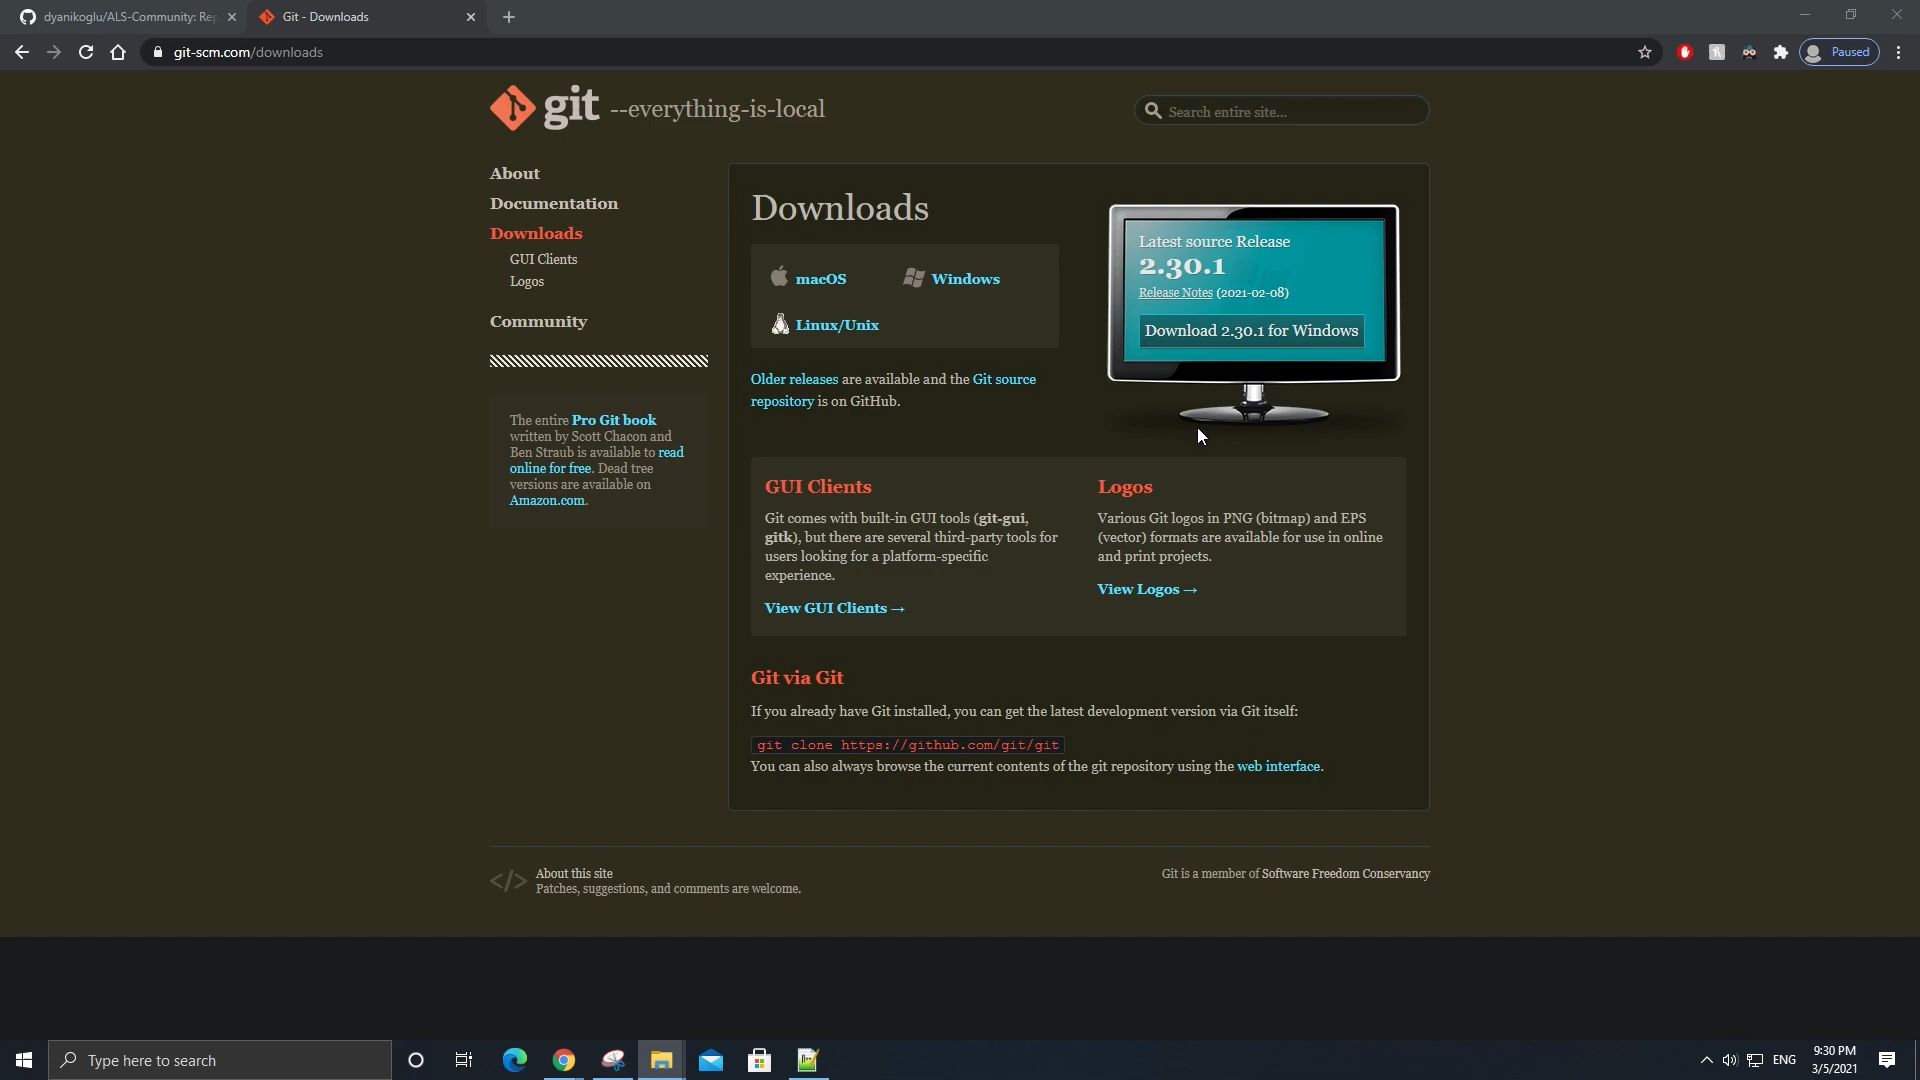 dyanikoglu/ALS-Community: Rep
Git - Downloads
git-scm.com/downloads
Paused
git --everything-is-local
Search entire site...
About
Documentation
Downloads
GUI Clients
Logos
Community
The entire Pro Git book
written by Scott Chacon and
Ben Straub is available to read
online for free. Dead tree
versions are available on
Amazon.com.
Downloads
macOS
Windows
Linux/Unix
Older releases are available and the Git source
repository is on GitHub.
Latest source Release
2.30.1
Release Notes (2021-02-08)
Download 2.30.1 for Windows
GUI Clients
Git comes with built-in GUI tools (git-gui,
gitk), but there are several third-party tools for
users looking for a platform-specific
experience.
View GUI Clients →
Logos
Various Git logos in PNG (bitmap) and EPS
(vector) formats are available for use in online
and print projects.
View Logos →
Git via Git
If you already have Git installed, you can get the latest development version via Git itself:
git clone https://github.com/git/git
You can also always browse the current contents of the git repository using the web interface.
</> About this site
Patches, suggestions, and comments are welcome.
Git is a member of Software Freedom Conservancy
Type here to search
ENG
9:30 PM
3/5/2021